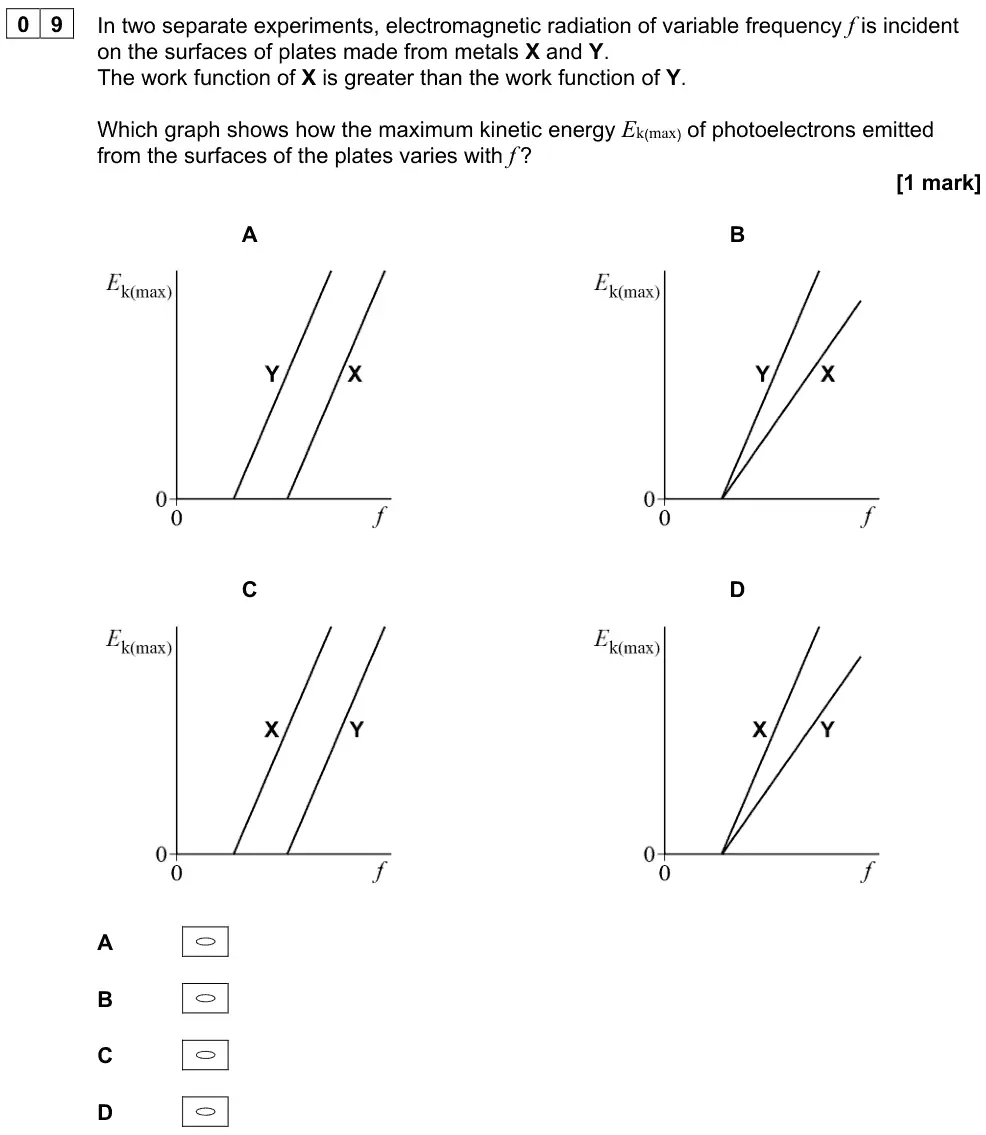 0 9 In two separate experiments, electromagnetic radiation of variable frequency f is incident
on the surfaces of plates made from metals X and Y.
The work function of X is greater than the work function of Y.
Which graph shows how the maximum kinetic energy Ek(max) of photoelectrons emitted
from the surfaces of the plates varies with f ?
[1 mark]
A B
Ek(max) Ek(max)
Y X Y X
0 0
0 f 0 f
C D
Ek(max) Ek(max)
X Y X Y
0 0
0 f 0 f
A
B
C
D